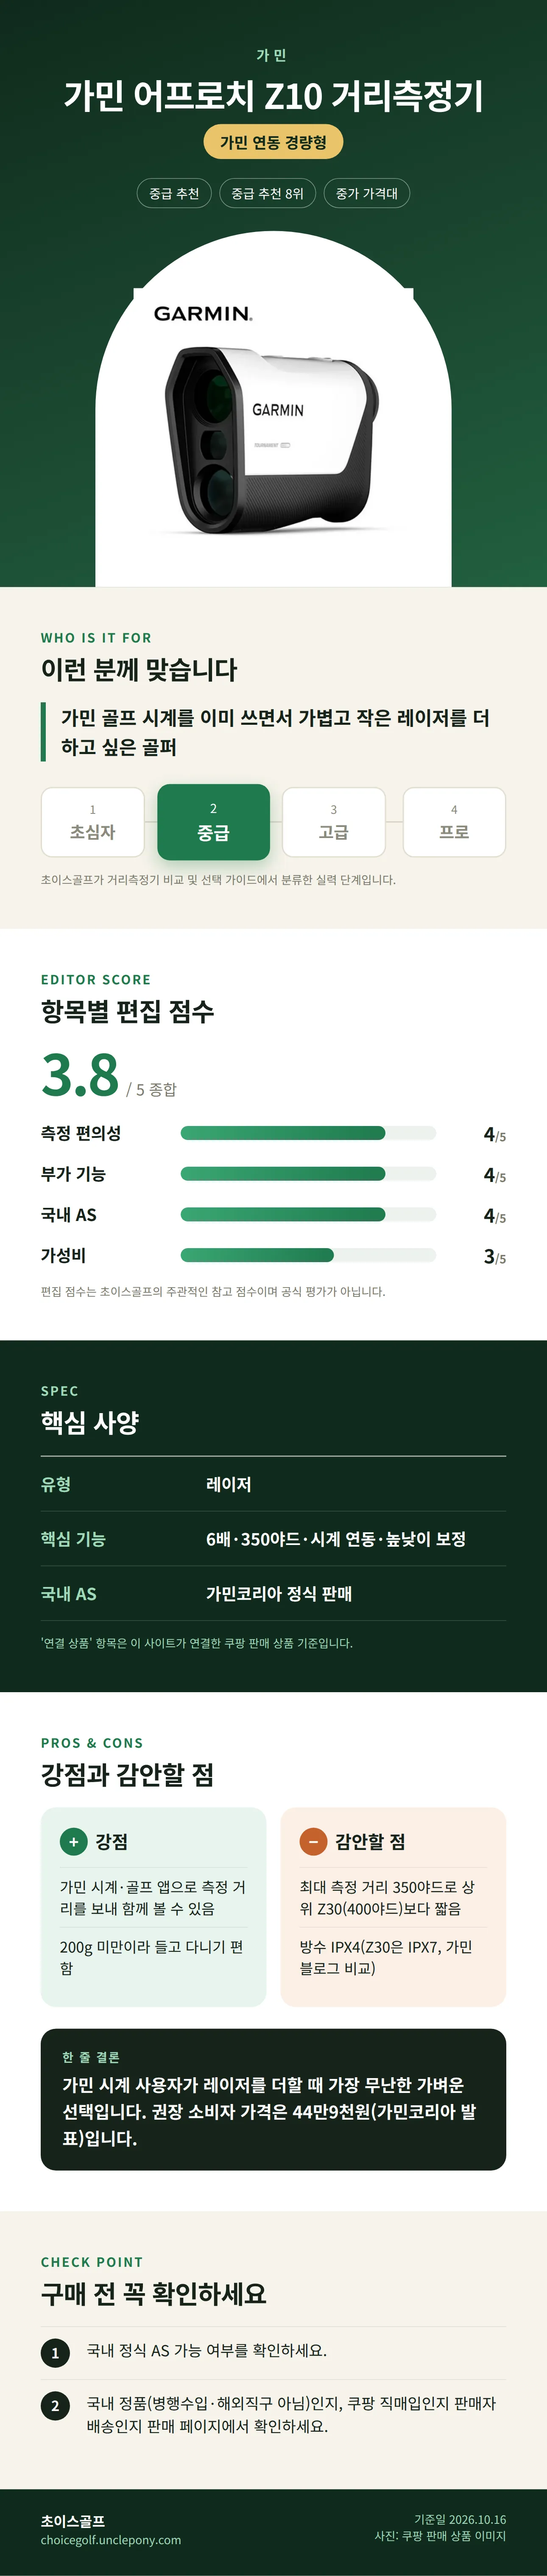 가민
가민 어프로치 Z10 거리측정기
가민 연동 경량형
중급 추천
중급 추천 8위
중가 가격대
GARMIN.
GARMIN
WHO IS IT FOR
이런 분께 맞습니다
가민 골프 시계를 이미 쓰면서 가볍고 작은 레이저를 더
하고 싶은 골퍼
1
초심자
2
중급
3
고급
4
프로
초이스골프가 거리측정기 비교 및 선택 가이드에서 분류한 실력 단계입니다.
EDITOR SCORE
항목별 편집 점수
3.8 / 5 종합
측정 편의성 4/5
부가 기능 4/5
국내 AS 4/5
가성비 3/5
편집 점수는 초이스골프의 주관적인 참고 점수이며 공식 평가가 아닙니다.
SPEC
핵심 사양
유형 레이저
핵심 기능 6배·350야드·시계 연동·높낮이 보정
국내 AS 가민코리아 정식 판매
'연결 상품' 항목은 이 사이트가 연결한 쿠팡 판매 상품 기준입니다.
PROS & CONS
강점과 감안할 점
+ 강점
가민 시계·골프 앱으로 측정 거
리를 보내 함께 볼 수 있음
200g 미만이라 들고 다니기 편
함
− 감안할 점
최대 측정 거리 350야드로 상
위 Z30(400야드)보다 짧음
방수 IPX4(Z30은 IPX7, 가민
블로그 비교)
한 줄 결론
가민 시계 사용자가 레이저를 더할 때 가장 무난한 가벼운
선택입니다. 권장 소비자 가격은 44만9천원(가민코리아 발
표)입니다.
CHECK POINT
구매 전 꼭 확인하세요
1 국내 정식 AS 가능 여부를 확인하세요.
2 국내 정품(병행수입·해외직구 아님)인지, 쿠팡 직매입인지 판매자
배송인지 판매 페이지에서 확인하세요.
초이스골프
choicegolf.unclepony.com
기준일 2026.10.16
사진: 쿠팡 판매 상품 이미지